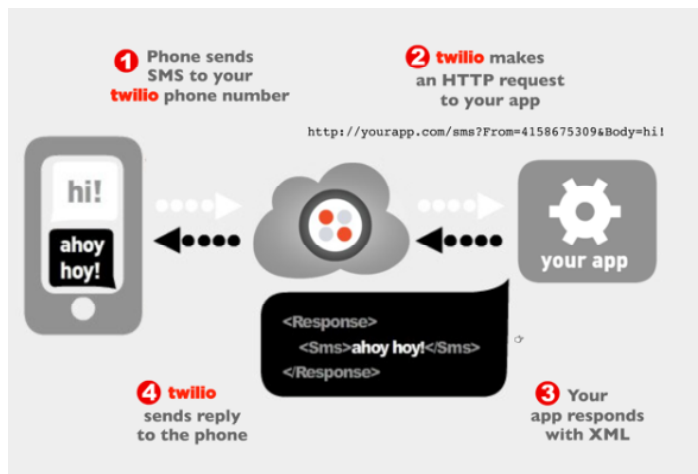 1 Phone sends
SMS to your
twilio phone number
2 twilio makes
an HTTP request
to your app
http://yourapp.com/sms?From=4158675309&Body=hi!
hi!
ahoy
hoy!
your app
<Response>
<Sms>ahoy hoy!</Sms>
</Response>
4 twilio
sends reply
to the phone
3 Your
app responds
with XML